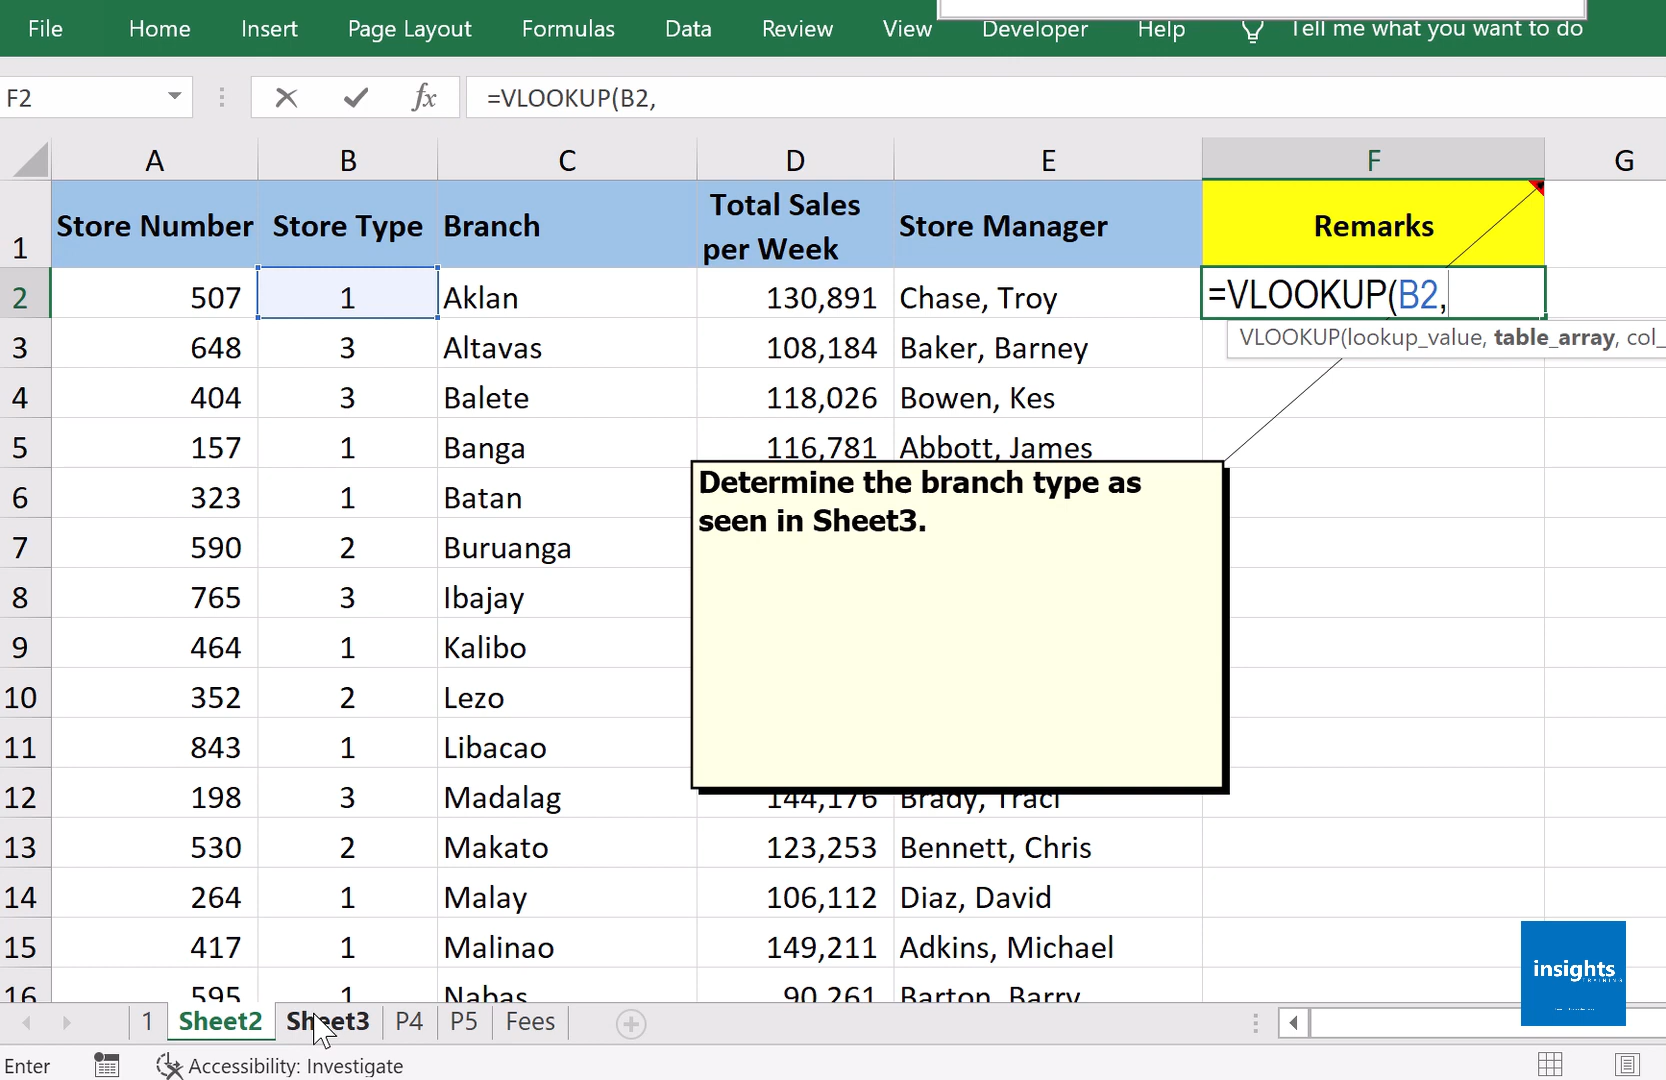 File Home Insert Page Layout Formulas Data Review View Developer Help Tell me what you want to do
F2 fx =VLOOKUP(B2,
A B C D E F G
1 Store Number Store Type Branch Total Sales per Week Store Manager Remarks
2 507 1 Aklan 130,891 Chase, Troy =VLOOKUP(B2,
VLOOKUP(lookup_value, table_array, col_
3 648 3 Altavas 108,184 Baker, Barney
4 404 3 Balete 118,026 Bowen, Kes
5 157 1 Banga 116,781 Abbott, James
Determine the branch type as
seen in Sheet3.
6 323 1 Batan
7 590 2 Buruanga
8 765 3 Ibajay
9 464 1 Kalibo
10 352 2 Lezo
11 843 1 Libacao
12 198 3 Madalag 144,176 Brady, Traci
13 530 2 Makato 123,253 Bennett, Chris
14 264 1 Malay 106,112 Diaz, David
15 417 1 Malinao 149,211 Adkins, Michael
16 595 1 Nabas 90,261 Barton, Barry
insights
1 Sheet2 Sheet3 P4 P5 Fees
Enter Accessibility: Investigate